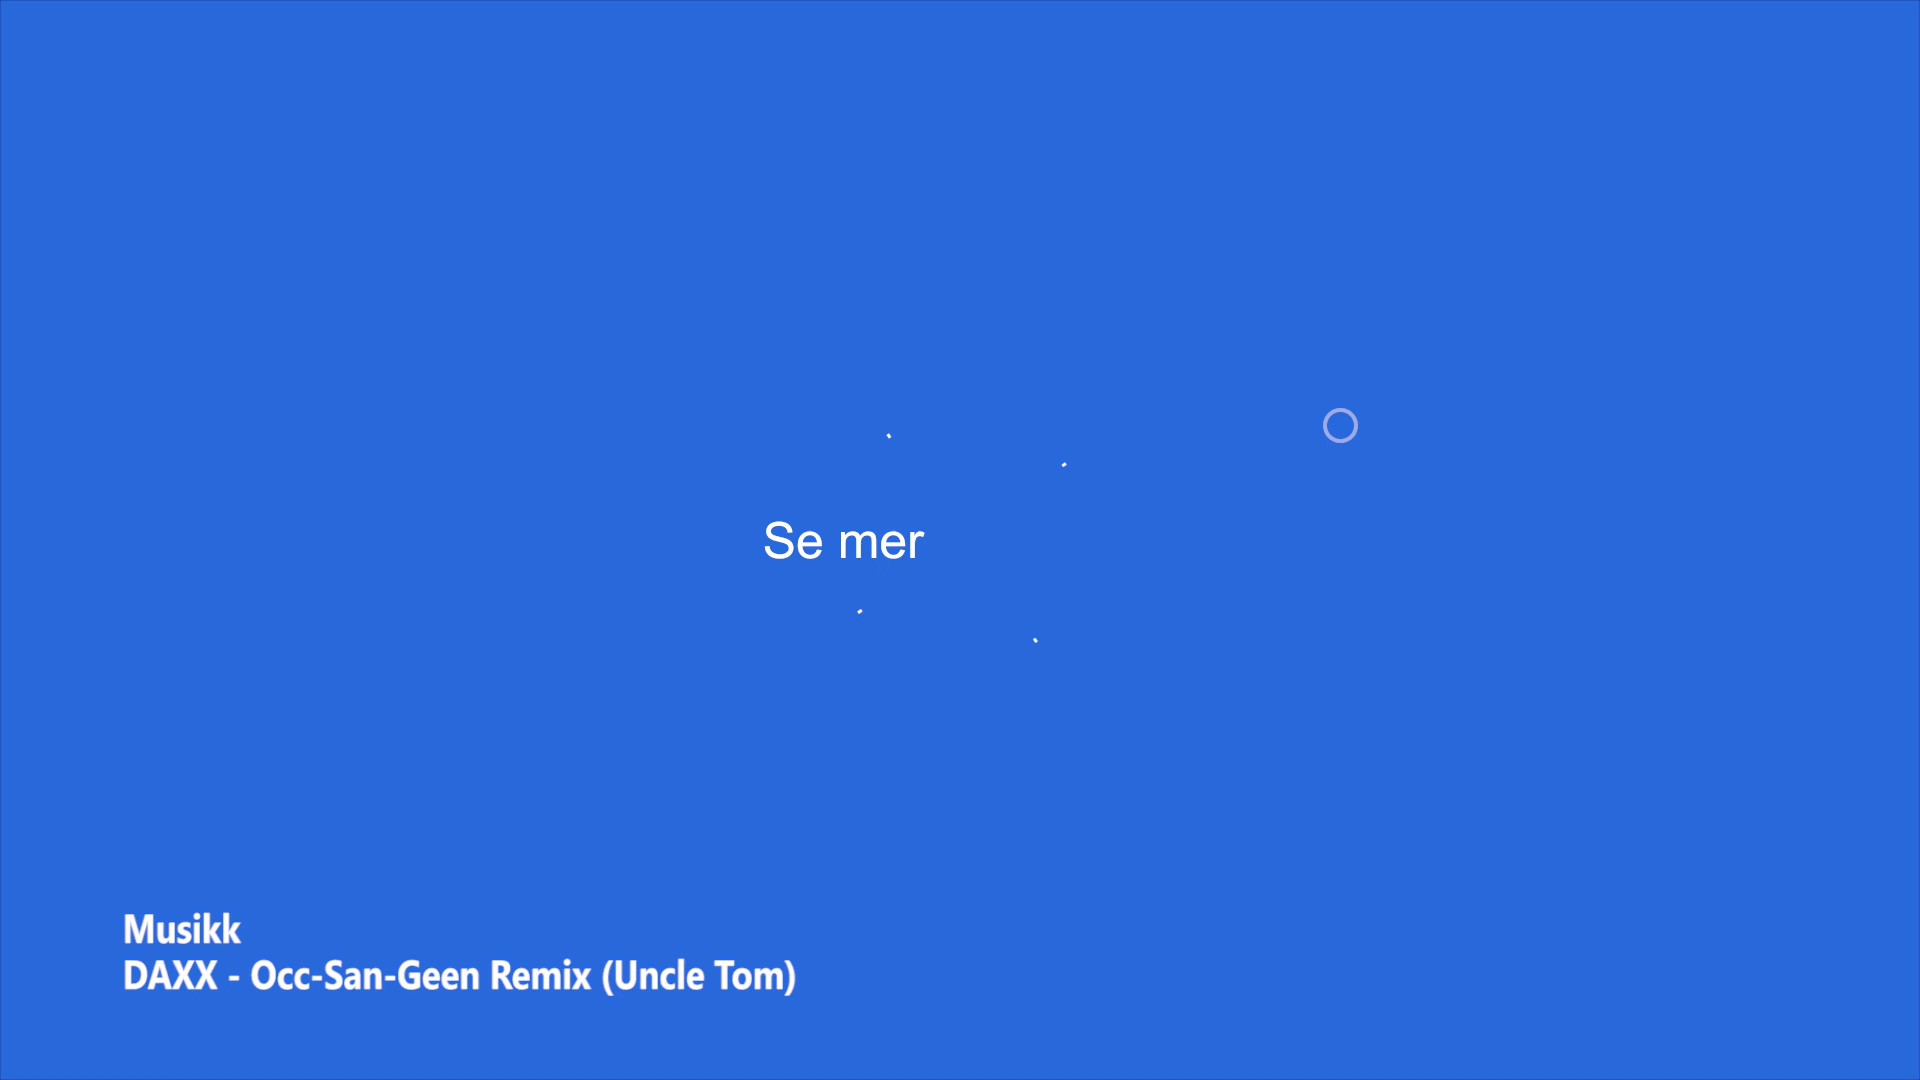 Se mer
Musikk
DAXX - Occ-San-Geen Remix (Uncle Tom)